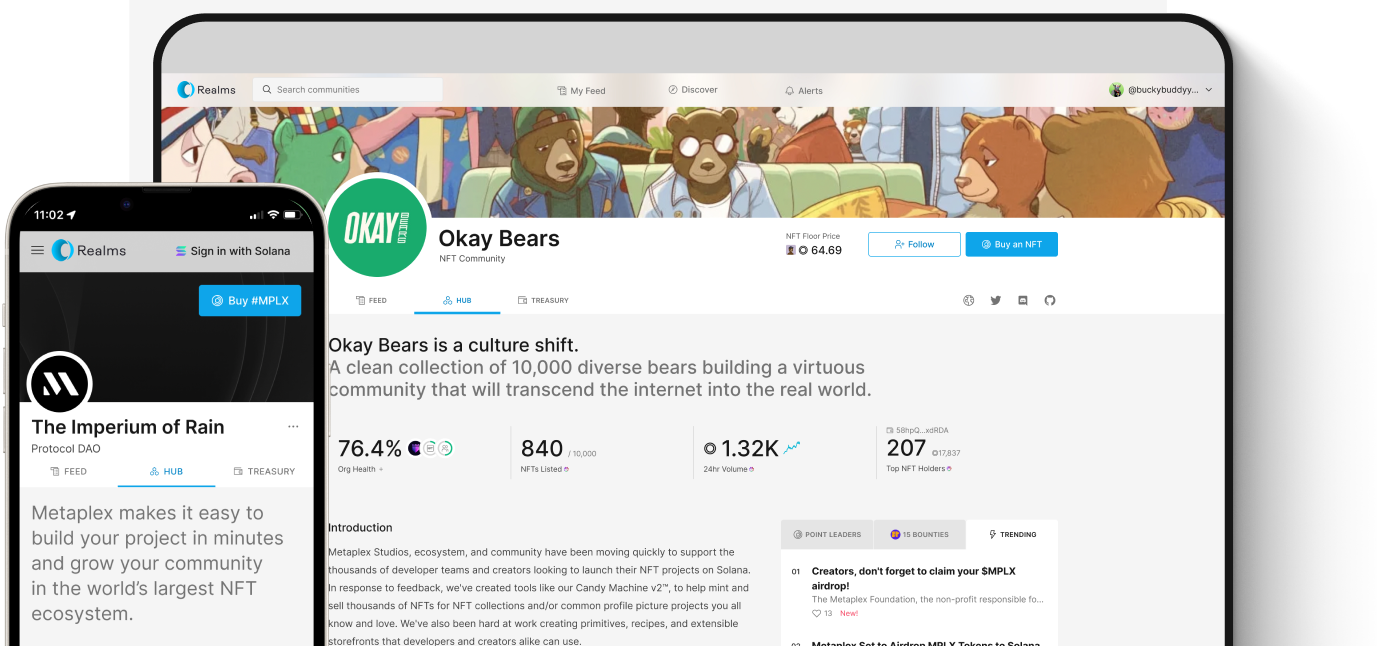 Realms
Search communities
My Feed
Discover
Alerts
@buckybuddyy...
OKAY
Okay Bears
NFT Community
NFT Floor Price
64.69
Follow
Buy an NFT
FEED
HUB
TREASURY
Okay Bears is a culture shift.
A clean collection of 10,000 diverse bears building a virtuous
community that will transcend the internet into the real world.
76.4%
Org Health +
840 / 10,000
NFTs Listed
1.32K
24hr Volume
58hpQ...xdRDA
207 17,837
Top NFT Holders
Introduction
Metaplex Studios, ecosystem, and community have been moving quickly to support the
thousands of developer teams and creators looking to launch their NFT projects on Solana.
In response to feedback, we've created tools like our Candy Machine v2™, to help mint and
sell thousands of NFTs for NFT collections and/or common profile picture projects you all
know and love. We've also been hard at work creating primitives, recipes, and extensible
storefronts that developers and creators alike can use.
POINT LEADERS
15 BOUNTIES
TRENDING
01 Creators, don't forget to claim your $MPLX
airdrop!
The Metaplex Foundation, the non-profit responsible fo...
13 New!
02 Metaplex Set to Airdrop MPLX Tokens to Solana
11:02
Realms
Sign in with Solana
Buy #MPLX
The Imperium of Rain
...
Protocol DAO
FEED
HUB
TREASURY
Metaplex makes it easy to
build your project in minutes
and grow your community
in the world's largest NFT
ecosystem.